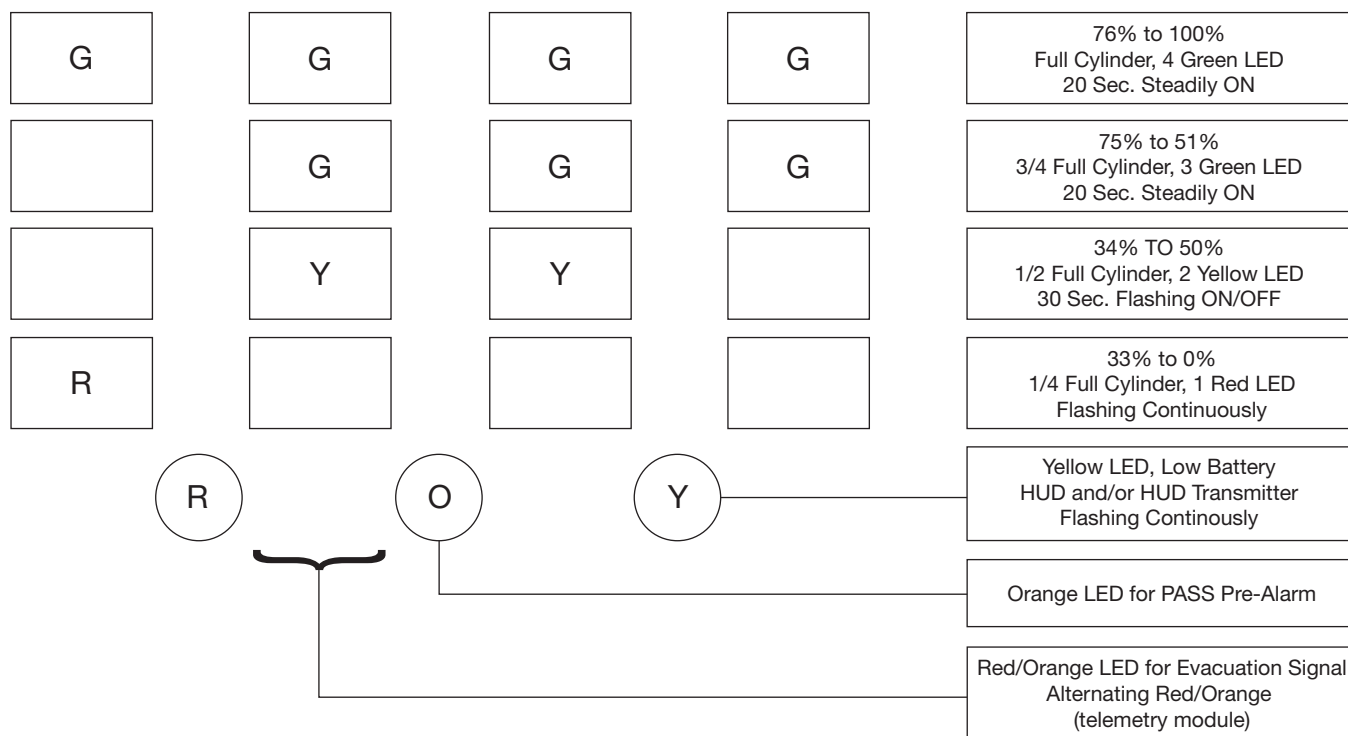 G G G G
76% to 100%
Full Cylinder, 4 Green LED
20 Sec. Steadily ON
G G G
75% to 51%
3/4 Full Cylinder, 3 Green LED
20 Sec. Steadily ON
Y Y
34% TO 50%
1/2 Full Cylinder, 2 Yellow LED
30 Sec. Flashing ON/OFF
R
33% to 0%
1/4 Full Cylinder, 1 Red LED
Flashing Continuously
R O Y
Yellow LED, Low Battery
HUD and/or HUD Transmitter
Flashing Continously
Orange LED for PASS Pre-Alarm
Red/Orange LED for Evacuation Signal
Alternating Red/Orange
(telemetry module)